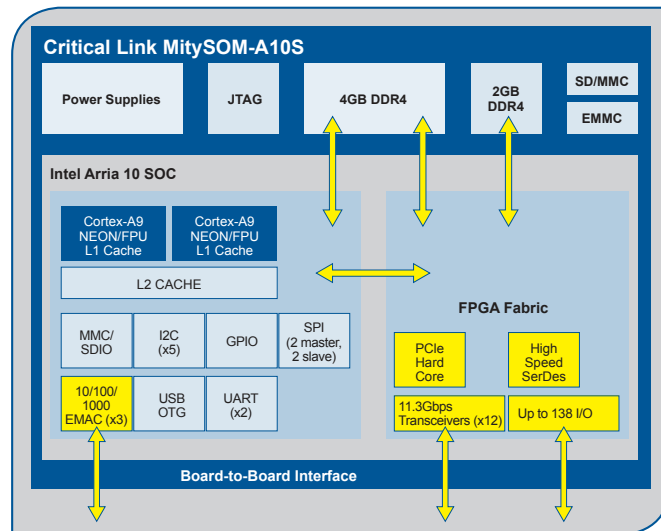 Critical Link MitySOM-A10S
Power Supplies
JTAG
4GB DDR4
2GB
DDR4
SD/MMC
EMMC
Intel Arria 10 SOC
Cortex-A9
NEON/FPU
L1 Cache
Cortex-A9
NEON/FPU
L1 Cache
L2 CACHE
MMC/
SDIO
I2C
(x5)
GPIO
SPI
(2 master,
2 slave)
10/100/
1000
EMAC (x3)
USB
OTG
UART
(x2)
FPGA Fabric
PCIe
Hard
Core
High
Speed
SerDes
11.3Gbps
Transceivers (x12)
Up to 138 I/O
Board-to-Board Interface